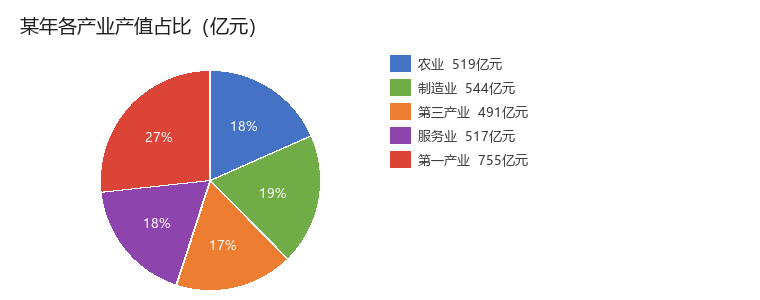 某年各产业产值占比（亿元）
农业 519亿元
制造业 544亿元
第三产业 491亿元
服务业 517亿元
第一产业 755亿元
18%
27%
19%
18%
17%